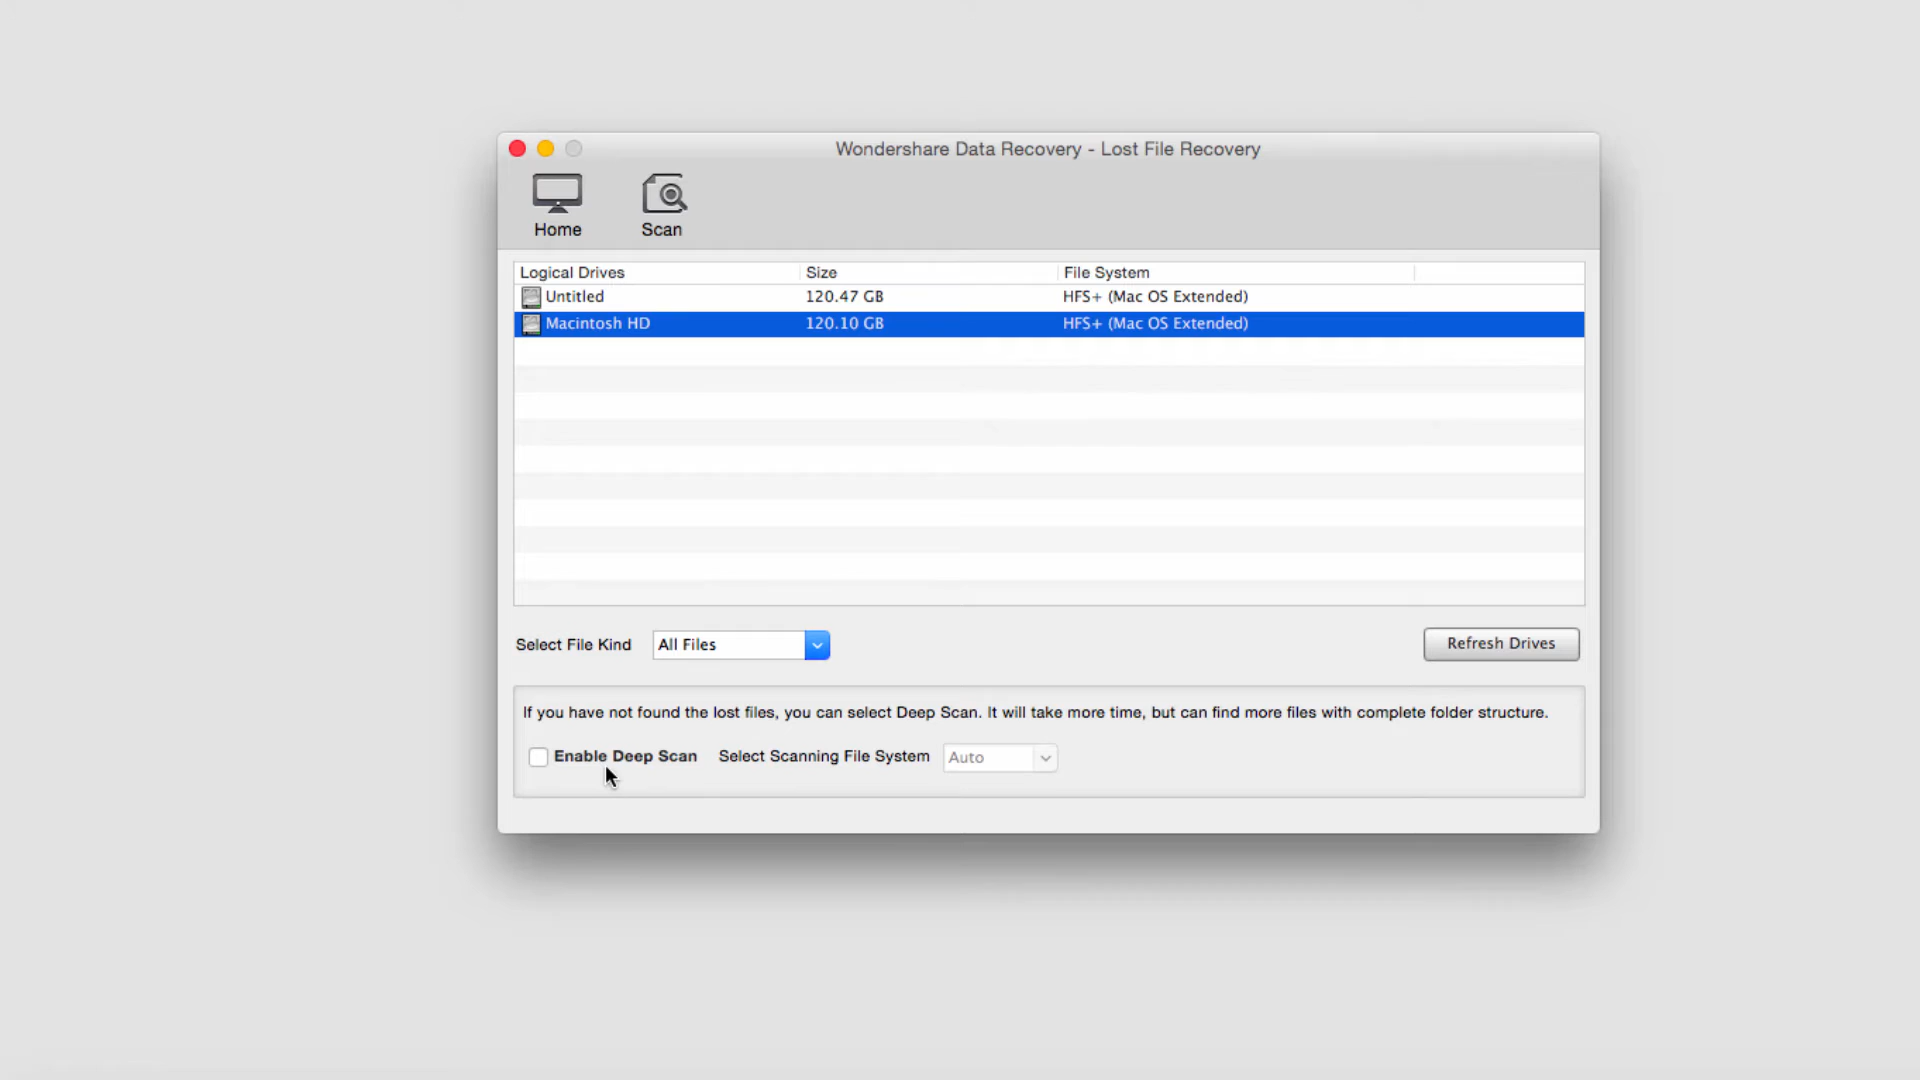 Wondershare Data Recovery - Lost File Recovery
Home Scan
Logical Drives Size File System
Untitled 120.47 GB HFS+ (Mac OS Extended)
Macintosh HD 120.10 GB HFS+ (Mac OS Extended)
Select File Kind All Files Refresh Drives
If you have not found the lost files, you can select Deep Scan. It will take more time, but can find more files with complete folder structure.
Enable Deep Scan Select Scanning File System Auto